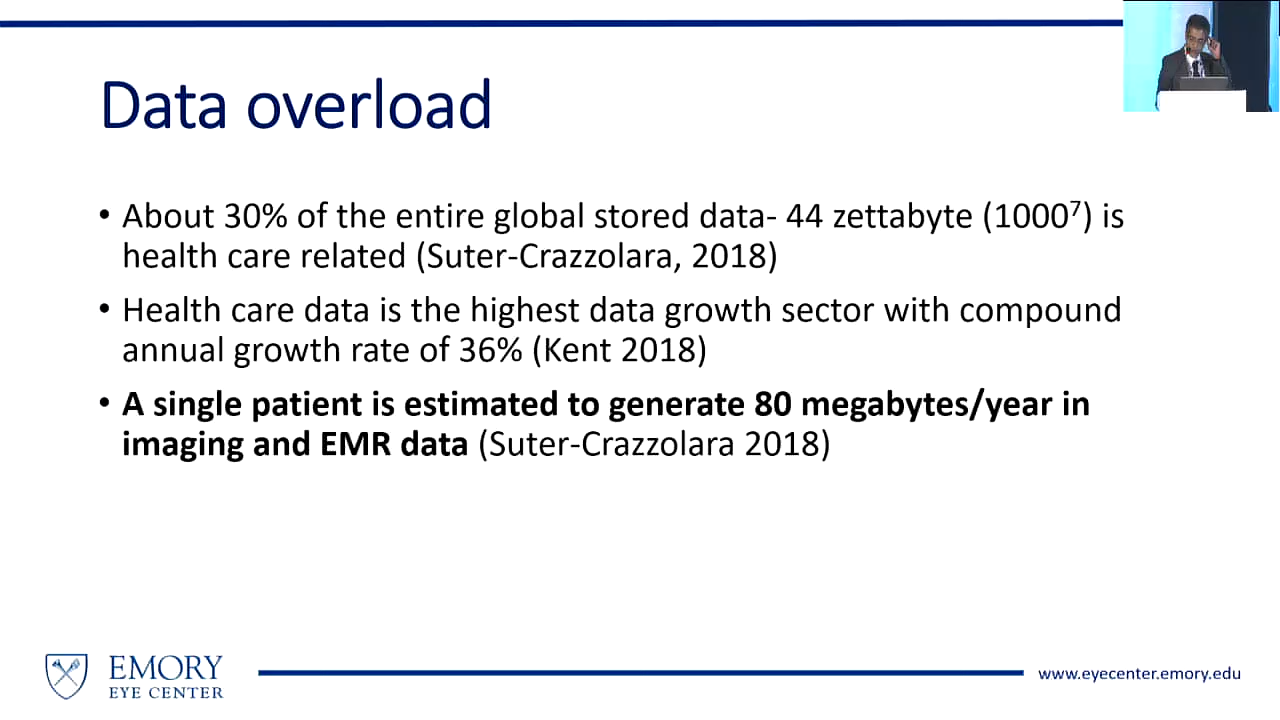 Data overload
• About 30% of the entire global stored data- 44 zettabyte (1000⁷) is
health care related (Suter-Crazzolara, 2018)
• Health care data is the highest data growth sector with compound
annual growth rate of 36% (Kent 2018)
• A single patient is estimated to generate 80 megabytes/year in
imaging and EMR data (Suter-Crazzolara 2018)
EMORY
EYE CENTER
www.eyecenter.emory.edu